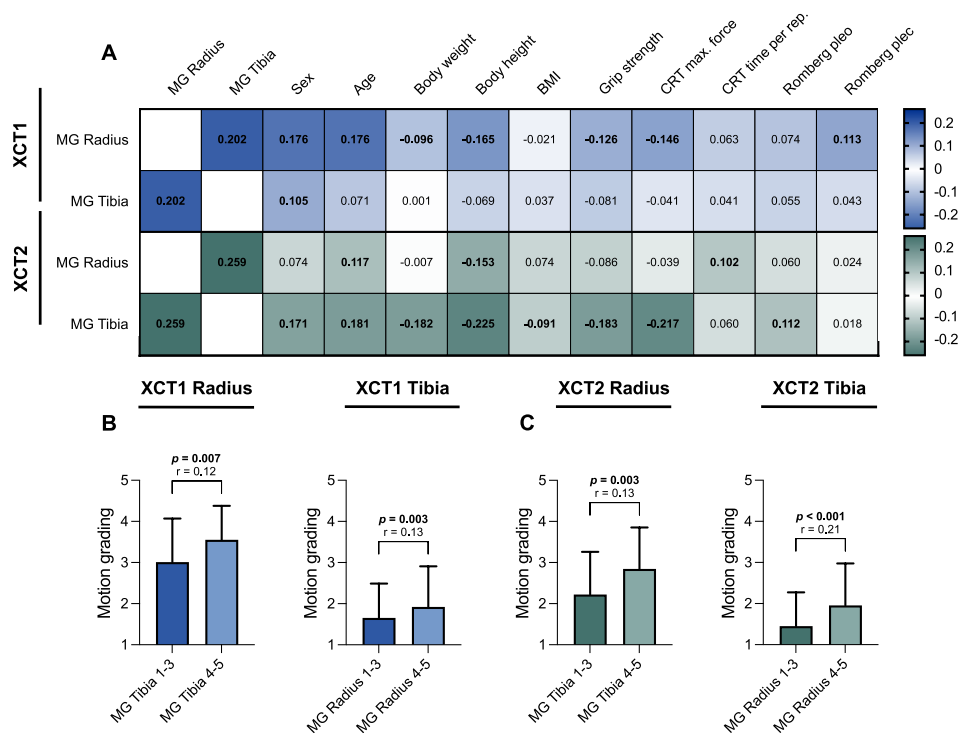 A
MG Radius
MG Tibia
Sex
Age
Body weight
Body height
BMI
Grip strength
CRT max. force
CRT time per rep.
Romberg pleo
Romberg plec
XCT1
MG Radius
0.202 0.176 0.176 -0.096 -0.165 -0.021 -0.126 -0.146 0.063 0.074 0.113
MG Tibia
0.202 0.105 0.071 0.001 -0.069 0.037 -0.081 -0.041 0.041 0.055 0.043
XCT2
MG Radius
0.259 0.074 0.117 -0.007 -0.153 0.074 -0.086 -0.039 0.102 0.060 0.024
MG Tibia
0.259 0.171 0.181 -0.182 -0.225 -0.091 -0.183 -0.217 0.060 0.112 0.018
0.2
0.1
0
-0.1
-0.2
0.2
0.1
0
-0.1
-0.2
XCT1 Radius
XCT1 Tibia
XCT2 Radius
XCT2 Tibia
B
p = 0.007
r = 0.12
Motion grading
5
4
3
2
1
MG Tibia 1-3
MG Tibia 4-5
p = 0.003
r = 0.13
Motion grading
5
4
3
2
1
MG Radius 1-3
MG Radius 4-5
C
p = 0.003
r = 0.13
Motion grading
5
4
3
2
1
MG Tibia 1-3
MG Tibia 4-5
p < 0.001
r = 0.21
Motion grading
5
4
3
2
1
MG Radius 1-3
MG Radius 4-5